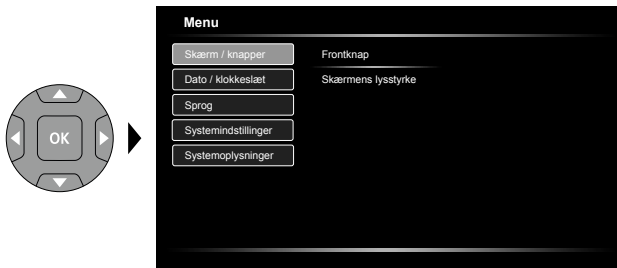 Menu
Skærm / knapper
Frontknap
Dato / klokkeslæt
Skærmens lysstyrke
Sprog
Systemindstillinger
OK
Systemoplysninger